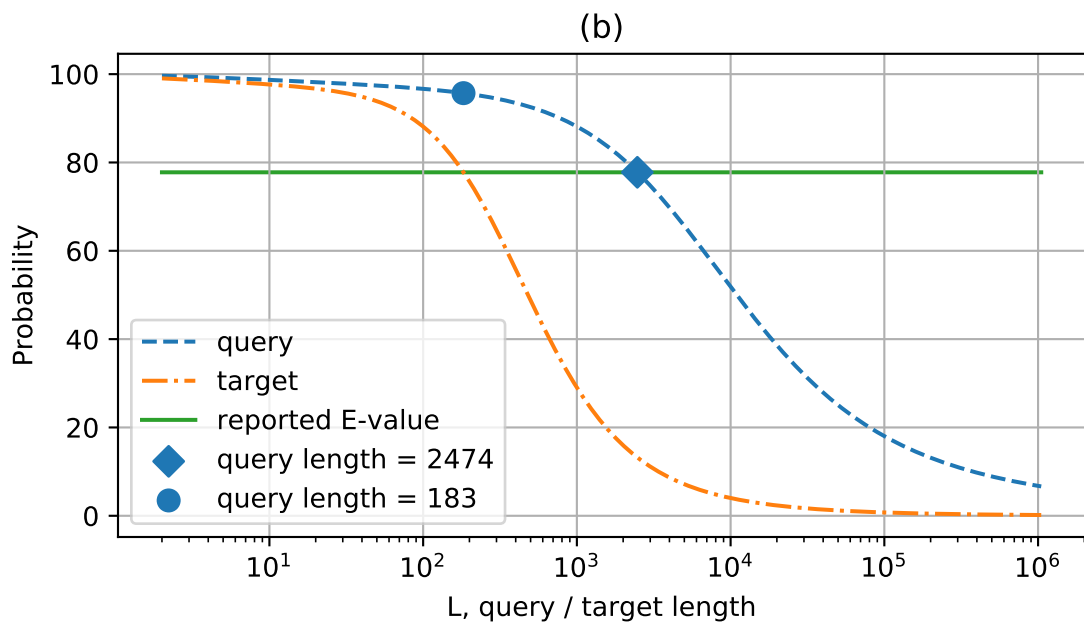 (b)
Probability
100
80
60
40
20
0
query
target
reported E-value
query length = 2474
query length = 183
10¹ 10² 10³ 10⁴ 10⁵ 10⁶
L, query / target length